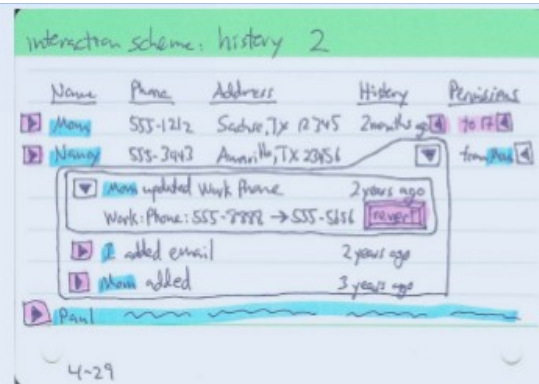 interaction scheme: history 2
Name Phone Address History Permissions
Mom 555-1212 TX 12345 2 months ago to 17
Nancy 555-3443 Amarillo, TX 23456 from
Mom updated Work Phone 2 years ago
Work: Phone: 555-8888 → 555-5656 revert
I added email 2 years ago
Mom added 3 years ago
Paul
4-29